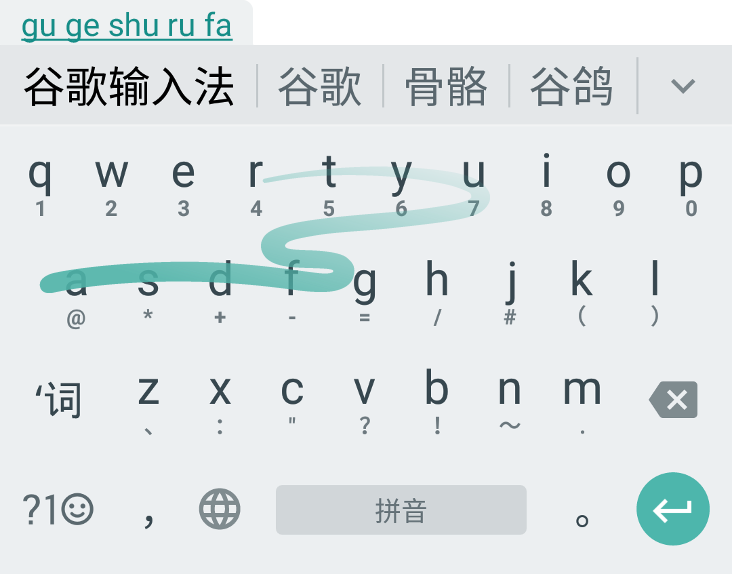 gu ge shu ru fa
谷歌输入法 谷歌 骨骼 谷鸽
q w e r t y u i o p
1 2 3 4 5 6 7 8 9 0
a s d f g h j k l
@ * + - = / # ( )
‘词 z x c v b n m
、 : " ? ! ～ .
?1☺ ， 拼音 。